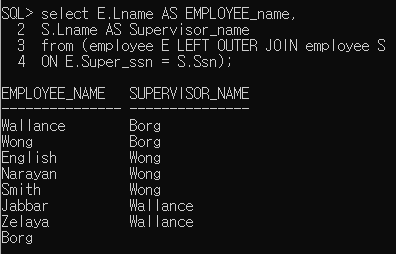 SQL> select E.Lname AS EMPLOYEE_name,
  2  S.Lname AS Supervisor_name
  3  from (employee E LEFT OUTER JOIN employee S
  4  ON E.Super_ssn = S.Ssn);
EMPLOYEE_NAME   SUPERVISOR_NAME
--------------- ---------------
Wallance        Borg
Wong            Borg
English         Wong
Narayan         Wong
Smith           Wong
Jabbar          Wallance
Zelaya          Wallance
Borg